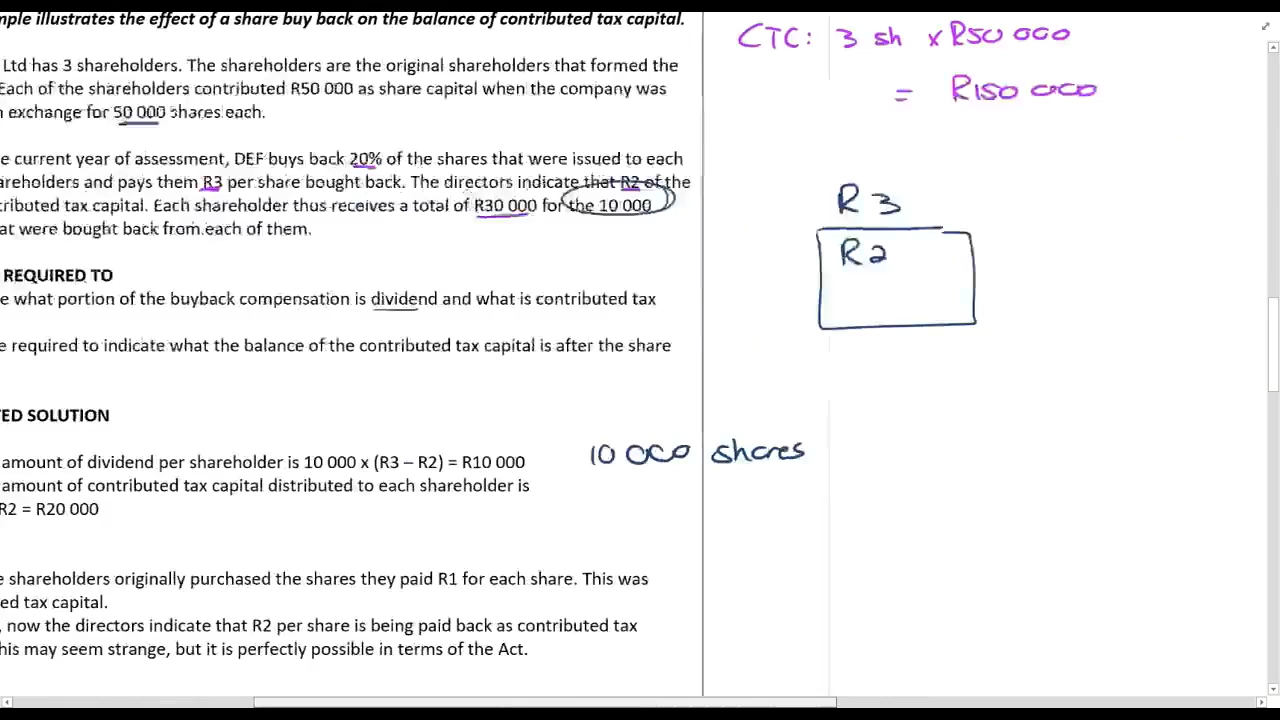 mple illustrates the effect of a share buy back on the balance of contributed tax capital.
Ltd has 3 shareholders. The shareholders are the original shareholders that formed the
Each of the shareholders contributed R50 000 as share capital when the company was
n exchange for 50 000 shares each.
e current year of assessment, DEF buys back 20% of the shares that were issued to each
areholders and pays them R3 per share bought back. The directors indicate that R2 of the
tributed tax capital. Each shareholder thus receives a total of R30 000 for the 10 000
at were bought back from each of them.
REQUIRED TO
e what portion of the buyback compensation is dividend and what is contributed tax
e required to indicate what the balance of the contributed tax capital is after the share
TED SOLUTION
amount of dividend per shareholder is 10 000 x (R3 – R2) = R10 000
amount of contributed tax capital distributed to each shareholder is
R2 = R20 000
e shareholders originally purchased the shares they paid R1 for each share. This was
ed tax capital.
, now the directors indicate that R2 per share is being paid back as contributed tax
his may seem strange, but it is perfectly possible in terms of the Act.
CTC: 3 sh x R50 000
= R150 000
R3
R2
10 000 shares